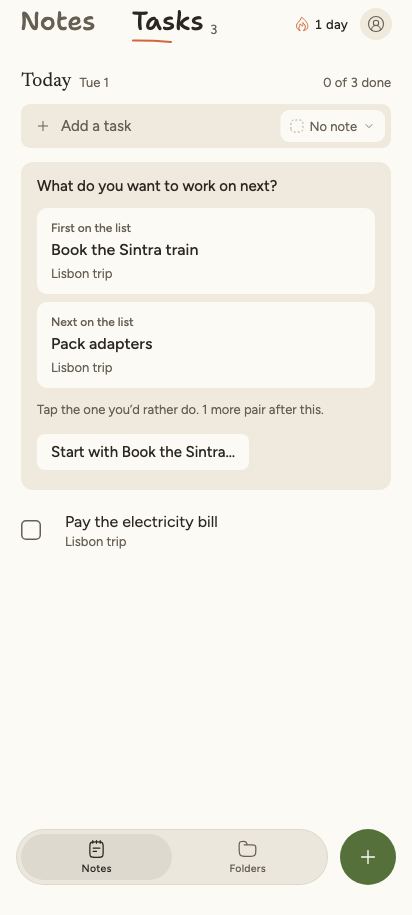 Notes
Tasks 3
1 day
Today Tue 1
0 of 3 done
Add a task
No note
What do you want to work on next?
First on the list
Book the Sintra train
Lisbon trip
Next on the list
Pack adapters
Lisbon trip
Tap the one you’d rather do. 1 more pair after this.
Start with Book the Sintra...
Pay the electricity bill
Lisbon trip
Notes
Folders